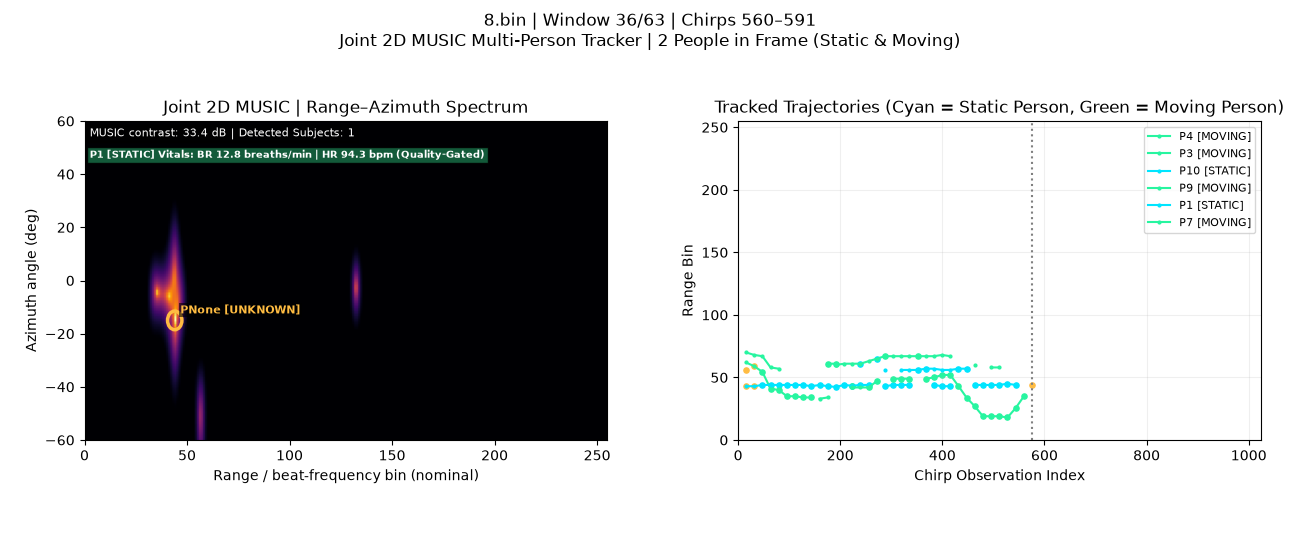 8.bin | Window 36/63 | Chirps 560–591
Joint 2D MUSIC Multi-Person Tracker | 2 People in Frame (Static & Moving)
Joint 2D MUSIC | Range–Azimuth Spectrum
MUSIC contrast: 33.4 dB | Detected Subjects: 1
P1 [STATIC] Vitals: BR 12.8 breaths/min | HR 94.3 bpm (Quality-Gated)
PNone [UNKNOWN]
Azimuth angle (deg)
60
40
20
0
−20
−40
−60
0
50
100
150
200
250
Range / beat-frequency bin (nominal)
Tracked Trajectories (Cyan = Static Person, Green = Moving Person)
P4 [MOVING]
P3 [MOVING]
P10 [STATIC]
P9 [MOVING]
P1 [STATIC]
P7 [MOVING]
Range Bin
250
200
150
100
50
0
0
200
400
600
800
1000
Chirp Observation Index